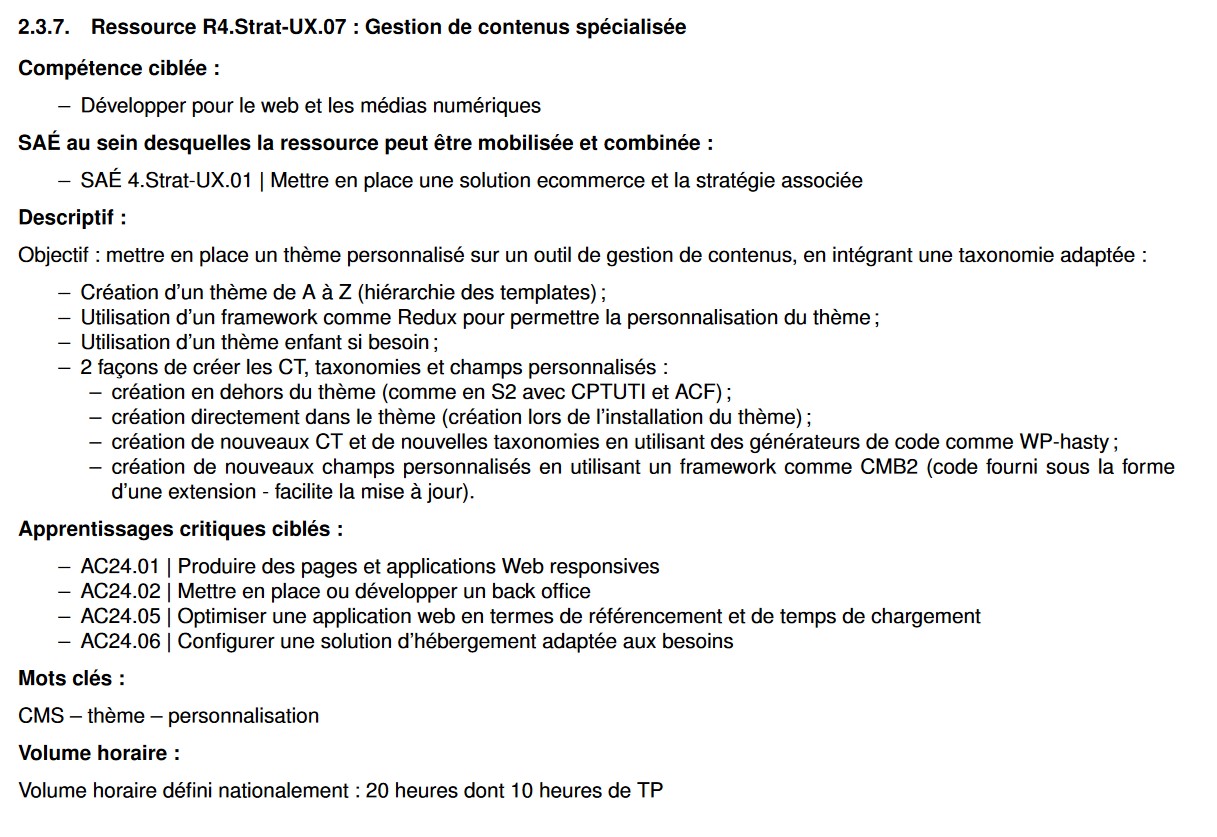 2.3.7. Ressource R4.Strat-UX.07 : Gestion de contenus spécialisée
Compétence ciblée :
– Développer pour le web et les médias numériques
SAÉ au sein desquelles la ressource peut être mobilisée et combinée :
– SAÉ 4.Strat-UX.01 | Mettre en place une solution ecommerce et la stratégie associée
Descriptif :
Objectif : mettre en place un thème personnalisé sur un outil de gestion de contenus, en intégrant une taxonomie adaptée :
– Création d'un thème de A à Z (hiérarchie des templates) ;
– Utilisation d'un framework comme Redux pour permettre la personnalisation du thème ;
– Utilisation d'un thème enfant si besoin ;
– 2 façons de créer les CT, taxonomies et champs personnalisés :
– création en dehors du thème (comme en S2 avec CPTUTI et ACF) ;
– création directement dans le thème (création lors de l'installation du thème) ;
– création de nouveaux CT et de nouvelles taxonomies en utilisant des générateurs de code comme WP-hasty ;
– création de nouveaux champs personnalisés en utilisant un framework comme CMB2 (code fourni sous la forme
d'une extension - facilite la mise à jour).
Apprentissages critiques ciblés :
– AC24.01 | Produire des pages et applications Web responsives
– AC24.02 | Mettre en place ou développer un back office
– AC24.05 | Optimiser une application web en termes de référencement et de temps de chargement
– AC24.06 | Configurer une solution d'hébergement adaptée aux besoins
Mots clés :
CMS – thème – personnalisation
Volume horaire :
Volume horaire défini nationalement : 20 heures dont 10 heures de TP